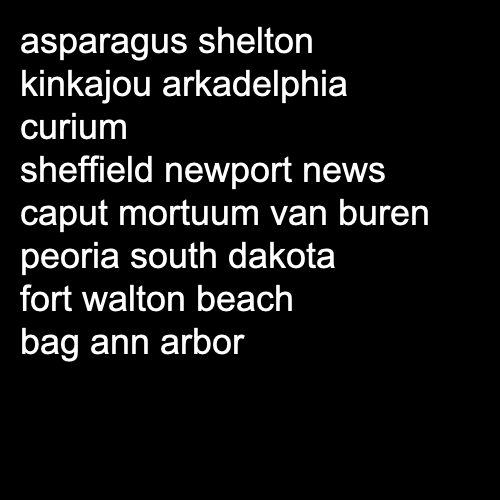 asparagus shelton
kinkajou arkadelphia
curium
sheffield newport news
caput mortuum van buren
peoria south dakota
fort walton beach
bag ann arbor